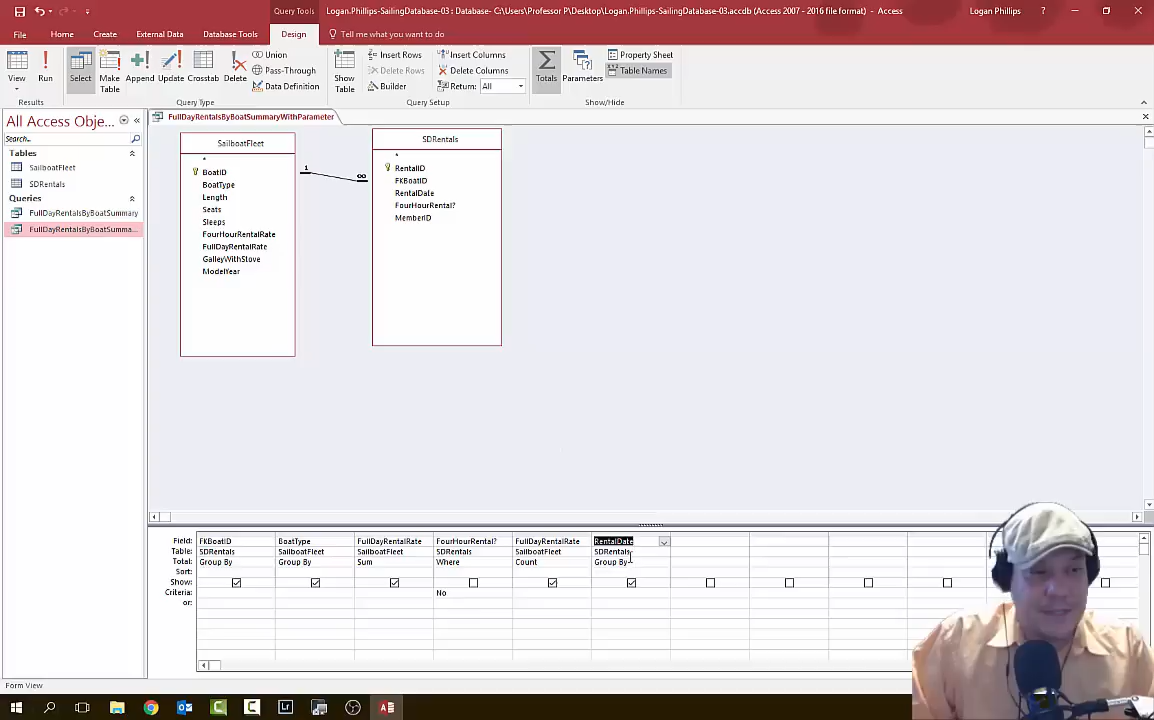 Query Tools
Logan.Phillips-SailingDatabase-03 : Database- C:\Users\Professor P\Desktop\Logan.Phillips-SailingDatabase-03.accdb (Access 2007 - 2016 file format) - Access
Logan Phillips
?
File
Home
Create
External Data
Database Tools
Design
Tell me what you want to do
View
Run
Select
Make Table
Append
Update
Crosstab
Delete
Union
Pass-Through
Data Definition
Show Table
Insert Rows
Delete Rows
Builder
Insert Columns
Delete Columns
Return: All
Totals
Parameters
Property Sheet
Table Names
Results
Query Type
Query Setup
Show/Hide
All Access Obje...
Search..
Tables
SailboatFleet
SDRentals
Queries
FullDayRentalsByBoatSummary
FullDayRentalsByBoatSumma...
FullDayRentalsByBoatSummaryWithParameter
SailboatFleet
*
BoatID
BoatType
Length
Seats
Sleeps
FourHourRentalRate
FullDayRentalRate
GalleyWithStove
ModelYear
1
∞
SDRentals
*
RentalID
FKBoatID
RentalDate
FourHourRental?
MemberID
Field: FKBoatID BoatType FullDayRentalRate FourHourRental? FullDayRentalRate RentalDate
Table: SDRentals SailboatFleet SailboatFleet SDRentals SailboatFleet SDRentals
Total: Group By Group By Sum Where Count Group By
Sort:
Show:
Criteria: No
or:
Form View